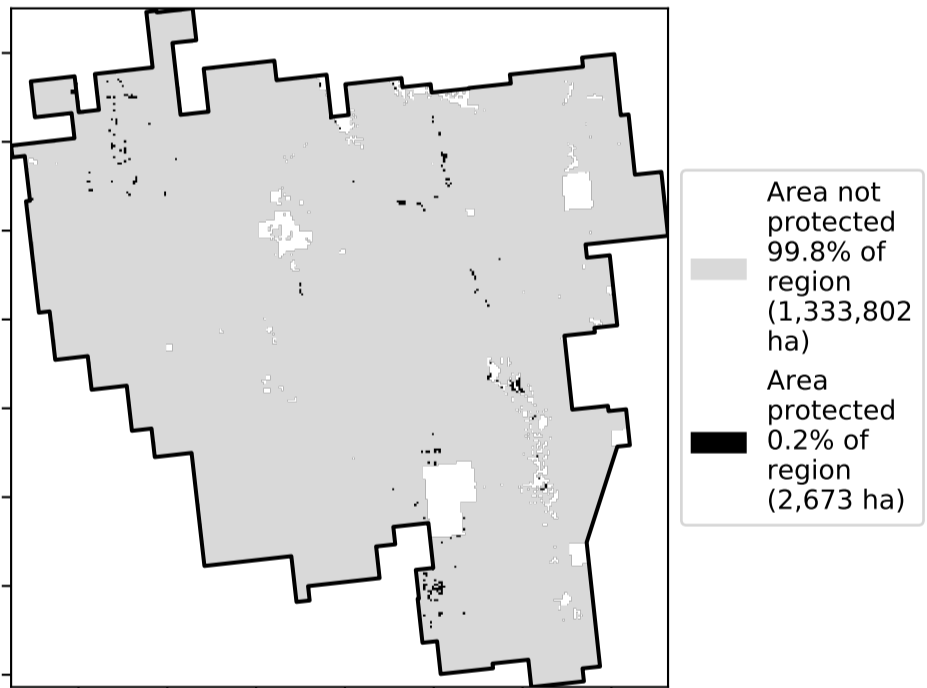 Area not
protected
99.8% of
region
(1,333,802
ha)
Area
protected
0.2% of
region
(2,673 ha)